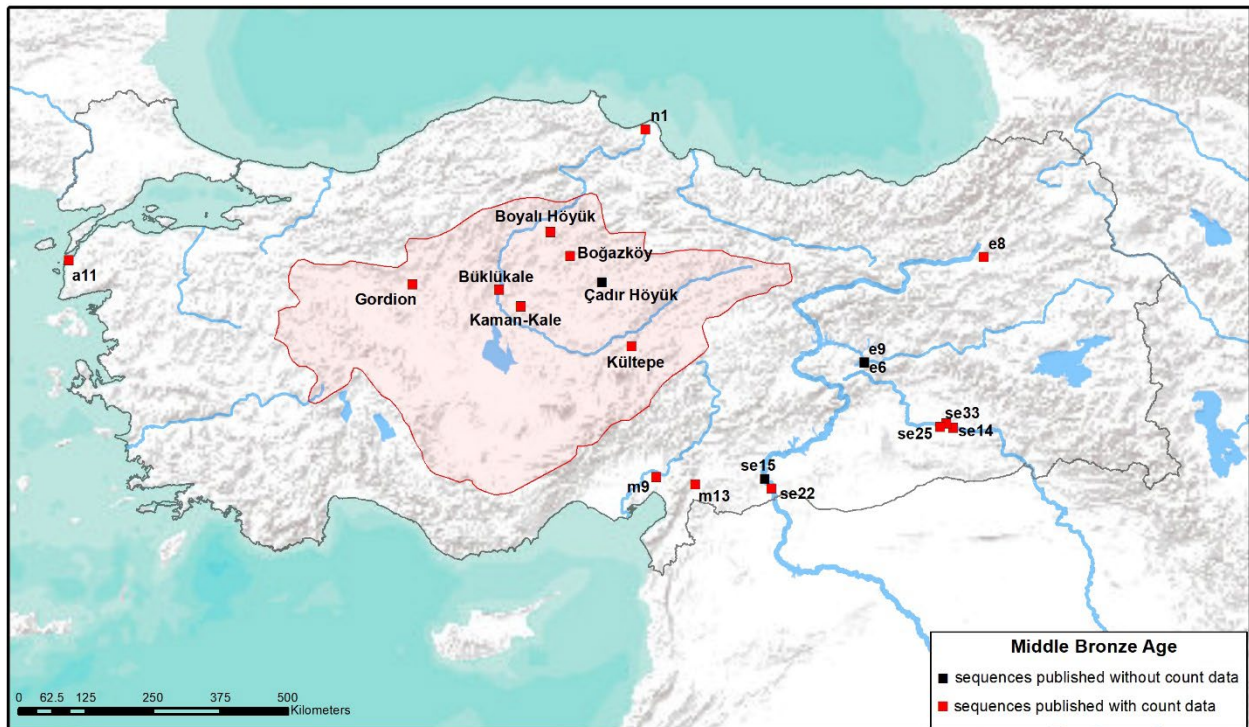 n1
Boyalı Höyük
Boğazköy
e8
a11
Büklükale
Çadır Höyük
Gordion
Kaman-Kale
Kültepe
e9
e6
se33
se25
se14
se15
m9
m13
se22
Middle Bronze Age
sequences published without count data
sequences published with count data
0 62.5 125 250 375 500
Kilometers